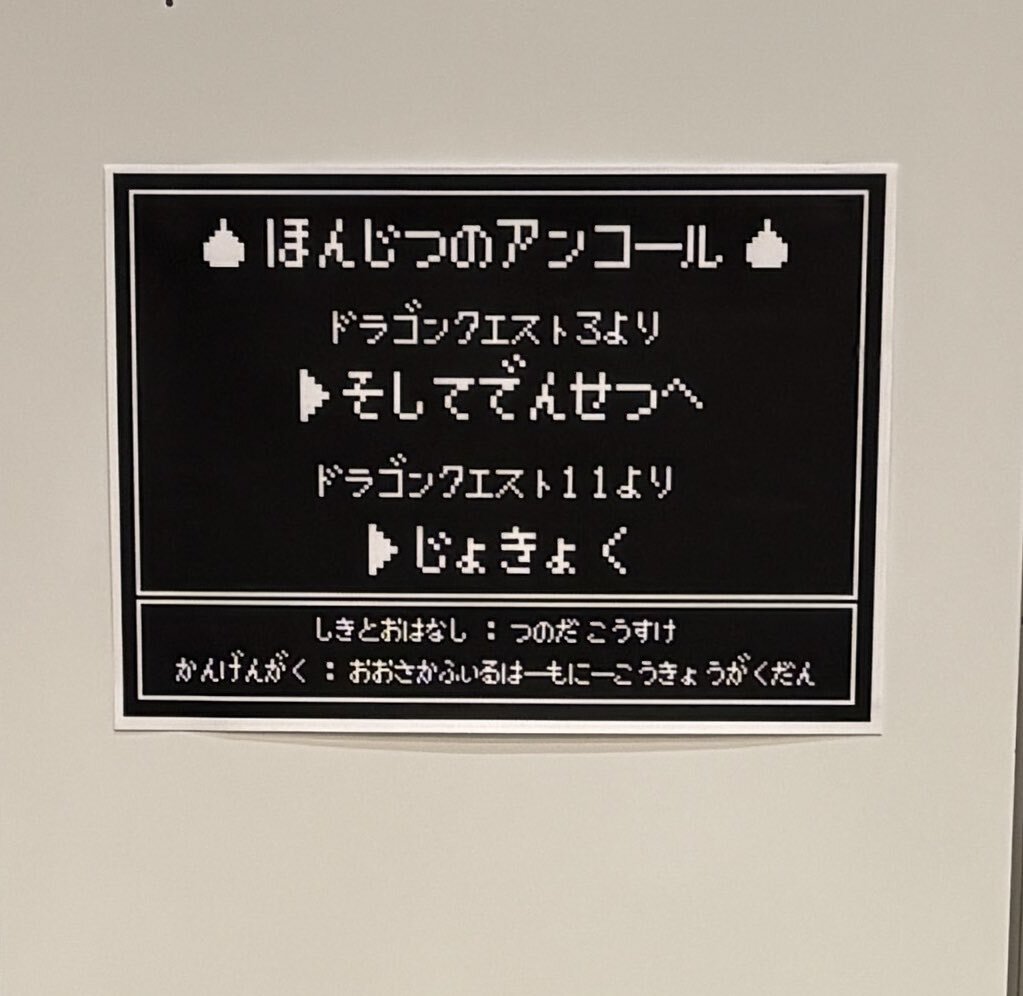 ほんじつのアンコール
ドラゴンクエスト3より
▶そしてでんせつへ
ドラゴンクエスト11より
▶じょきょく
しきとおはなし：つのだ こうすけ
かんげんがく：おおさかふぃるはーもにーこうきょうがくだん